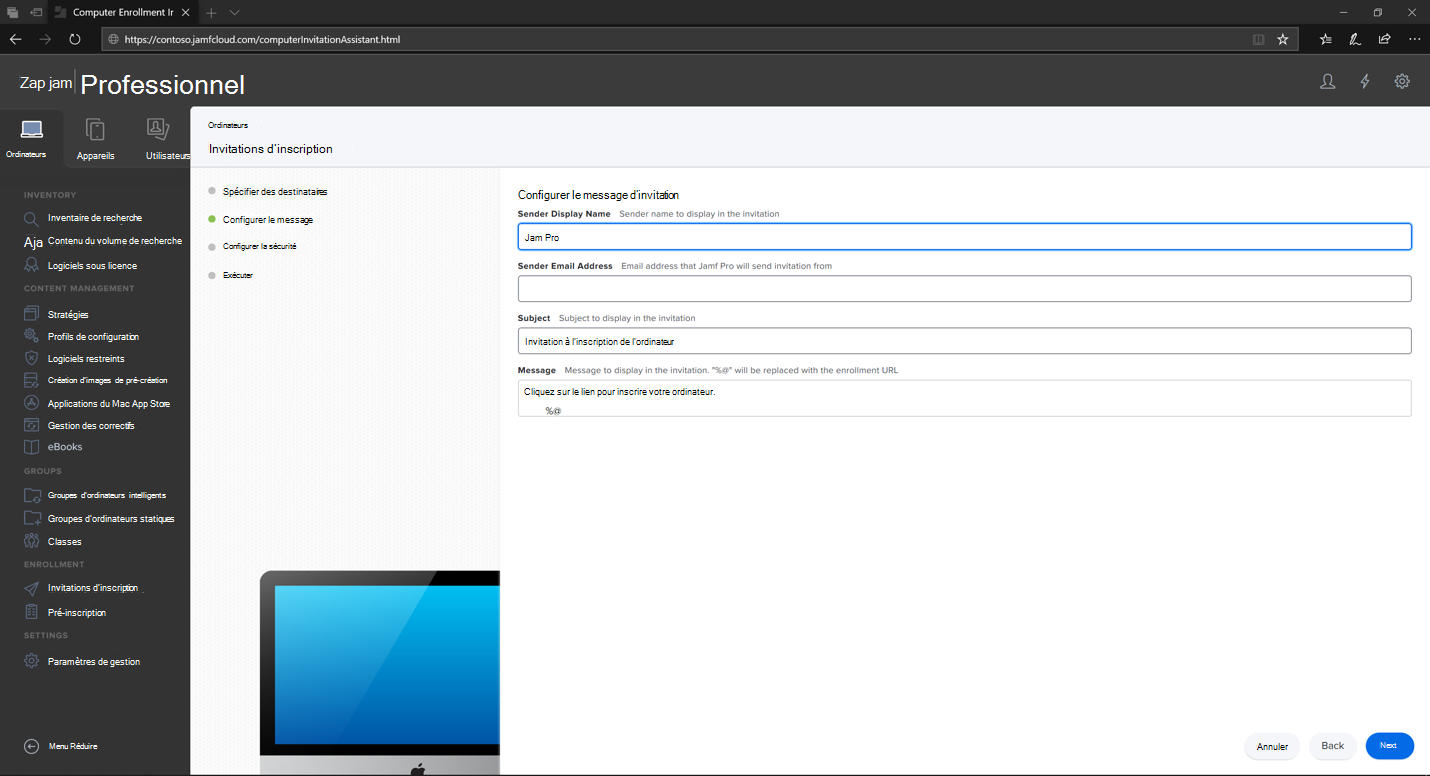 Computer Enrollment Ir
https://contoso.jamfcloud.com/computerInvitationAssistant.html
Zap jam Professionnel
Ordinateurs
Appareils
Utilisateurs
INVENTORY
Inventaire de recherche
Aja Contenu du volume de recherche
Logiciels sous licence
CONTENT MANAGEMENT
Stratégies
Profils de configuration
Logiciels restreints
Création d'images de pré-création
Applications du Mac App Store
Gestion des correctifs
eBooks
GROUPS
Groupes d'ordinateurs intelligents
Groupes d'ordinateurs statiques
Classes
ENROLLMENT
Invitations d'inscription
Pré-inscription
SETTINGS
Paramètres de gestion
Menu Réduire
Ordinateurs
Invitations d'inscription
Spécifier des destinataires
Configurer le message
Configurer la sécurité
Exécuter
Configurer le message d'invitation
Sender Display Name Sender name to display in the invitation
Jam Pro
Sender Email Address Email address that Jamf Pro will send invitation from
Subject Subject to display in the invitation
Invitation à l'inscription de l'ordinateur
Message Message to display in the invitation. "%@" will be replaced with the enrollment URL
Cliquez sur le lien pour inscrire votre ordinateur.
%@
Annuler
Back
Next